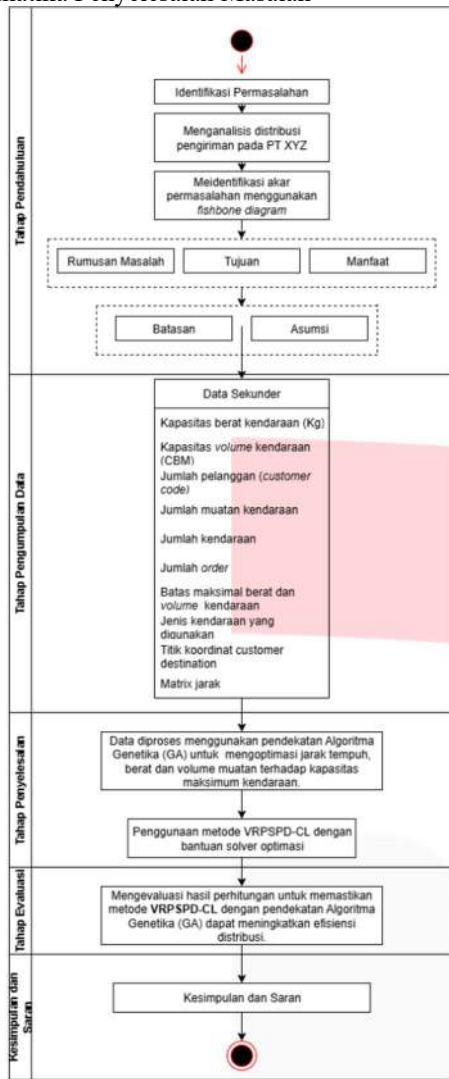 Sistematika Penyelesaian Masalah
Tahap Pendahuluan
Identifikasi Permasalahan
Menganalisis distribusi
pengiriman pada PT XYZ
Meidentifikasi akar
permasalahan menggunakan
fishbone diagram
Rumusan Masalah
Tujuan
Manfaat
Batasan
Asumsi
Tahap Pengumpulan Data
Data Sekunder
Kapasitas berat kendaraan (Kg)
Kapasitas volume kendaraan
(CBM)
Jumlah pelanggan (customer
code)
Jumlah muatan kendaraan
Jumlah kendaraan
Jumlah order
Batas maksimal berat dan
volume kendaraan
Jenis kendaraan yang
digunakan
Titik koordinat customer
destination
Matrix jarak
Tahap Penyelesaian
Data diproses menggunakan pendekatan Algoritma
Genetika (GA) untuk mengoptimasi jarak tempuh,
berat dan volume muatan terhadap kapasitas
maksimum kendaraan.
Penggunaan metode VRPSPD-CL dengan
bantuan solver optimasi
Tahap Evaluasi
Mengevaluasi hasil perhitungan untuk memastikan
metode VRPSPD-CL dengan pendekatan Algoritma
Genetika (GA) dapat meningkatkan efisiensi
distribusi.
Kesimpulan dan
Saran
Kesimpulan dan Saran